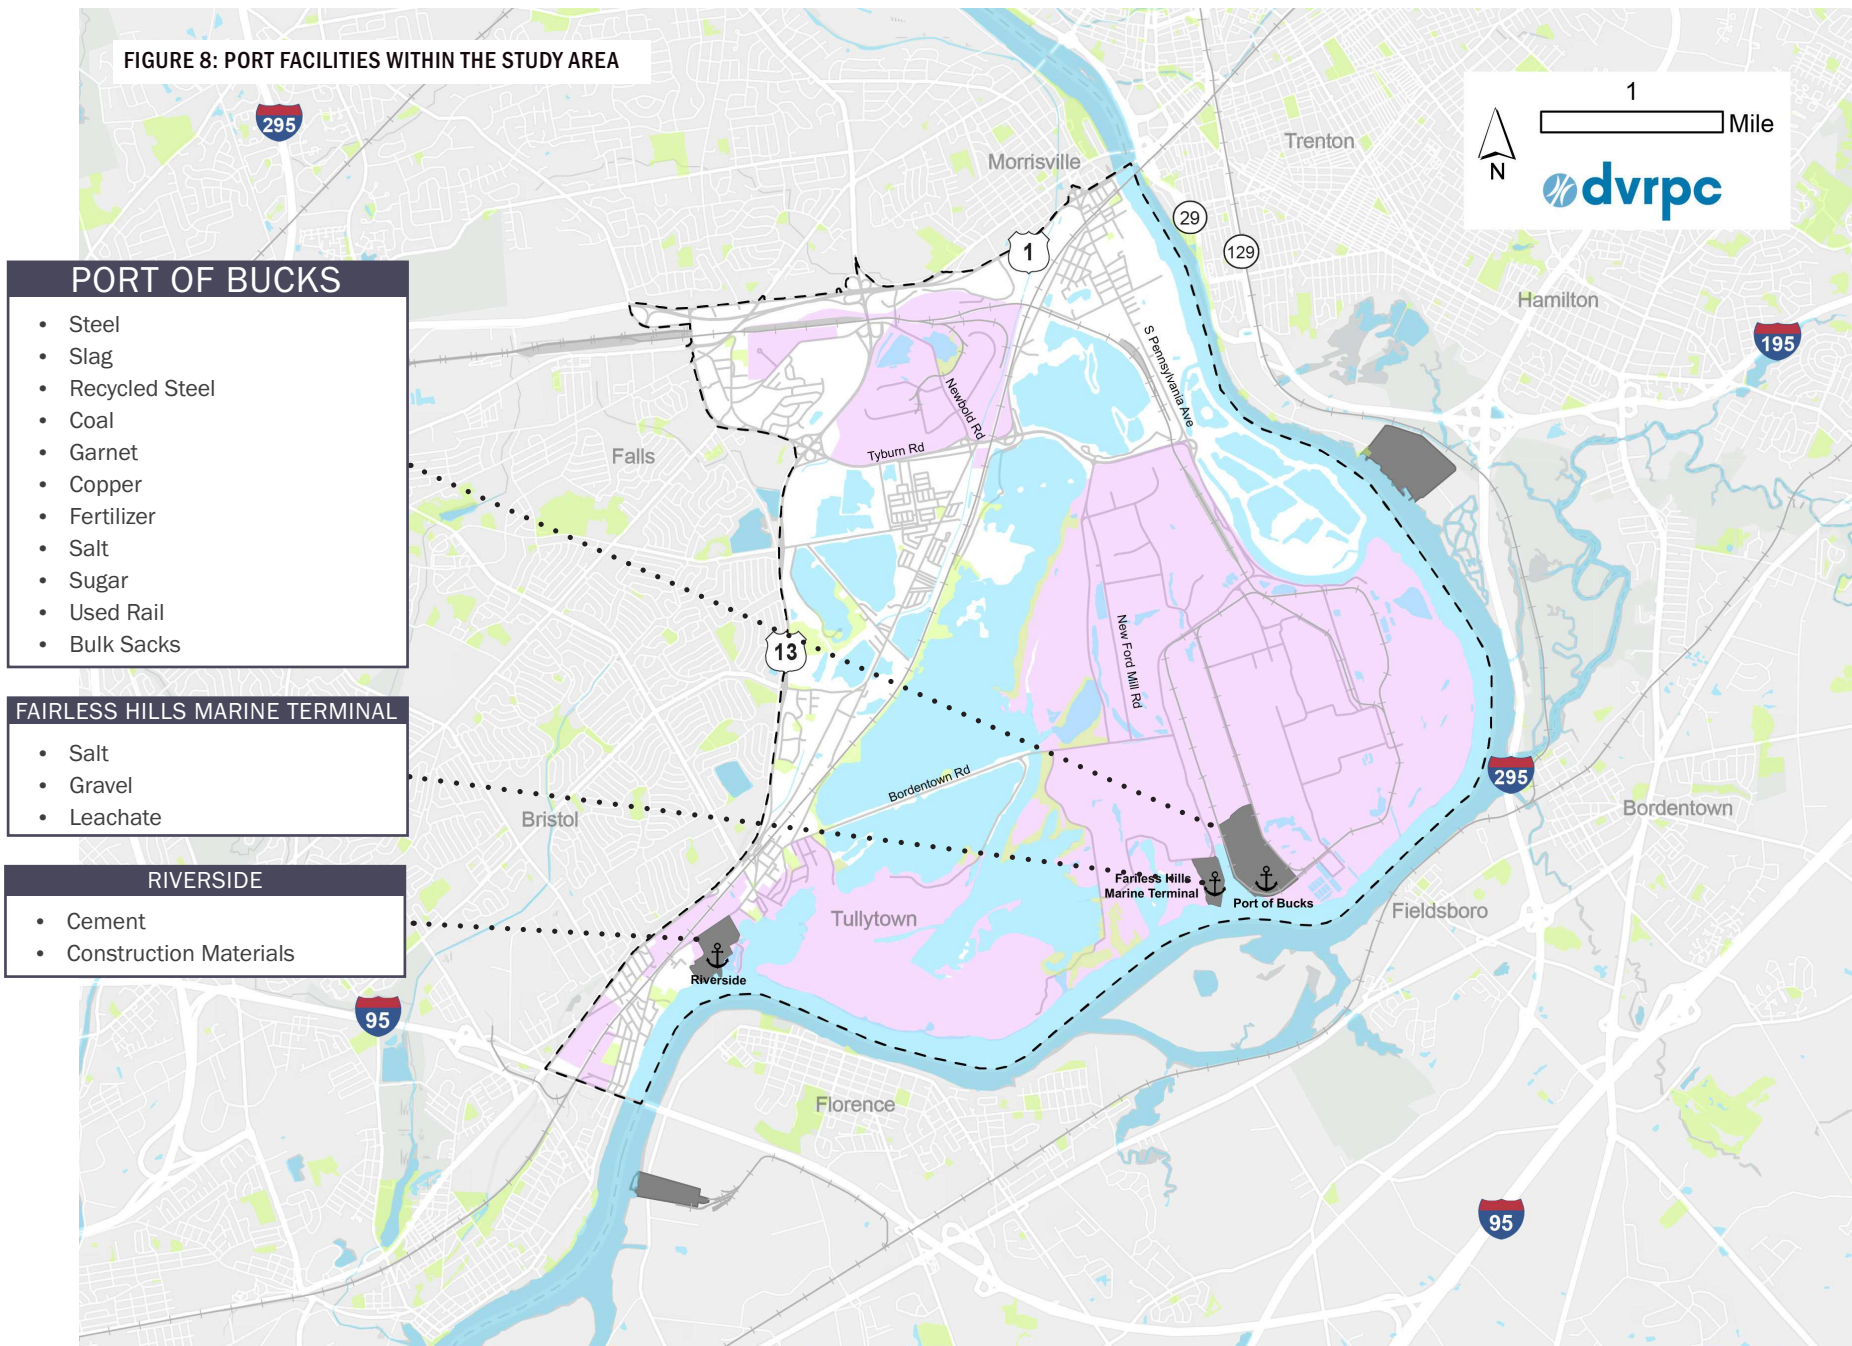 FIGURE 8: PORT FACILITIES WITHIN THE STUDY AREA
1
Mile
N
dvrpc
295
Morrisville
Trenton
29
129
1
Hamilton
195
PORT OF BUCKS
• Steel
• Slag
• Recycled Steel
• Coal
• Garnet
• Copper
• Fertilizer
• Salt
• Sugar
• Used Rail
• Bulk Sacks
S Pennsylvania Ave
Newbold Rd
Tyburn Rd
Falls
13
New Ford Mill Rd
FAIRLESS HILLS MARINE TERMINAL
• Salt
• Gravel
• Leachate
Bordentown Rd
295
Bordentown
Bristol
RIVERSIDE
• Cement
• Construction Materials
Fairless Hills
Marine Terminal
Port of Bucks
Fieldsboro
Tullytown
Riverside
95
Florence
95